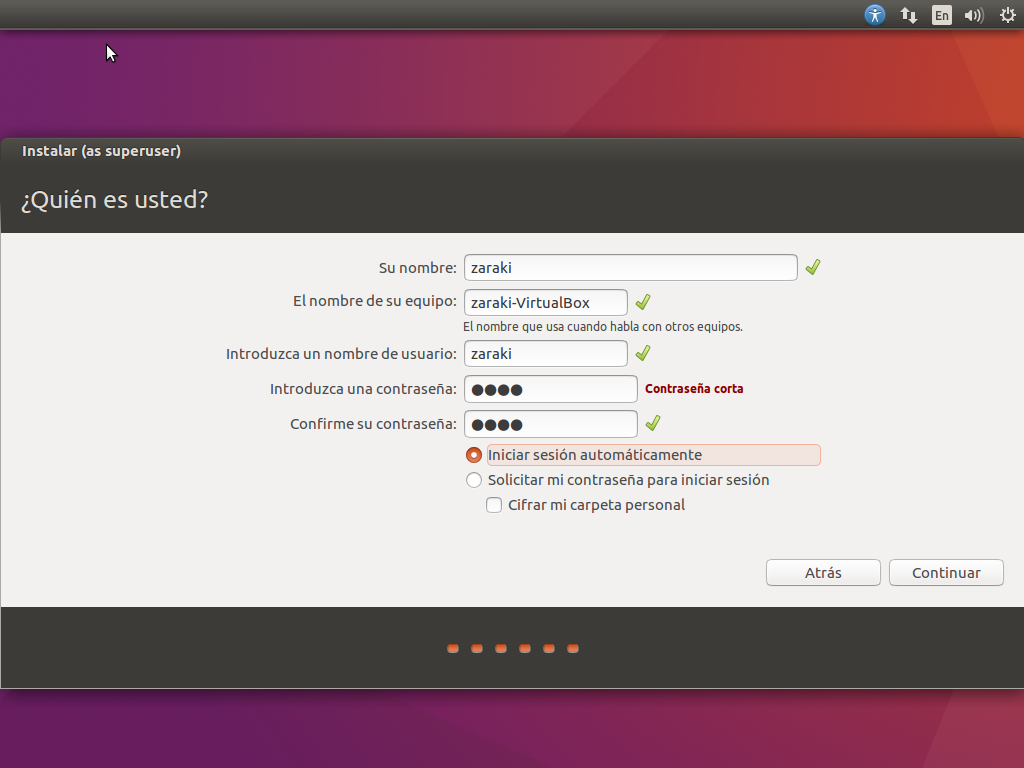 En
Instalar (as superuser)
¿Quién es usted?
Su nombre: zaraki
El nombre de su equipo: zaraki-VirtualBox
El nombre que usa cuando habla con otros equipos.
Introduzca un nombre de usuario: zaraki
Introduzca una contraseña: ●●●● Contraseña corta
Confirme su contraseña: ●●●●
Iniciar sesión automáticamente
Solicitar mi contraseña para iniciar sesión
Cifrar mi carpeta personal
Atrás Continuar